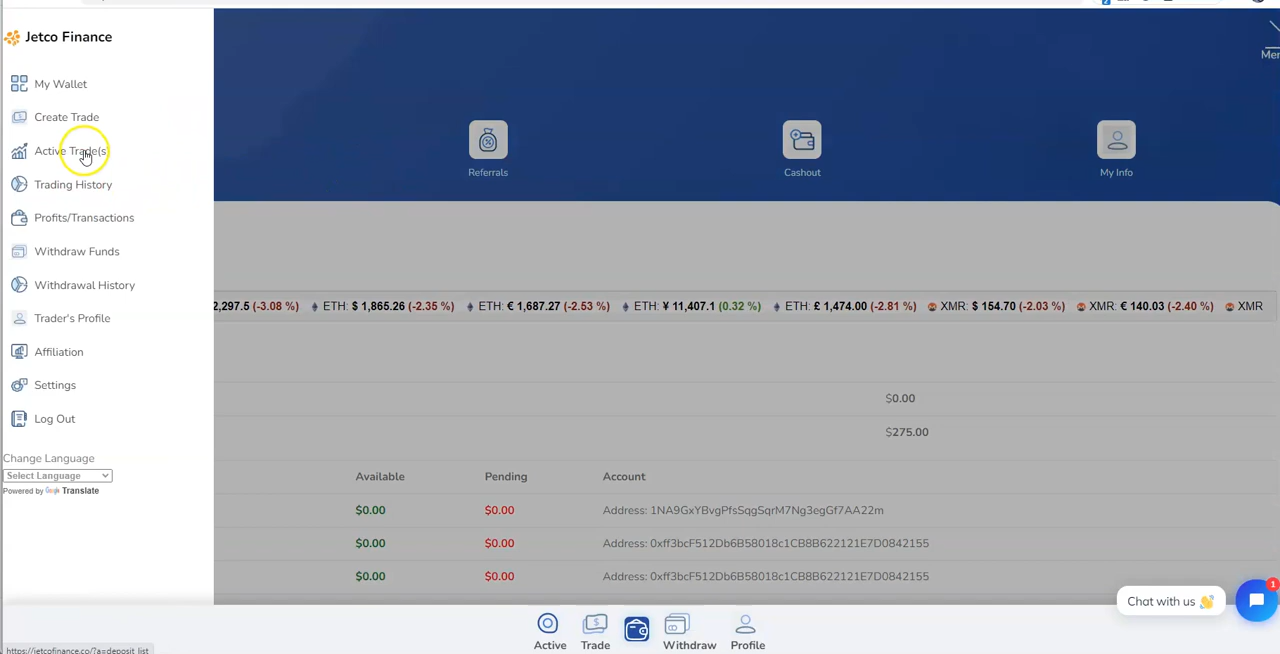 Jetco Finance
My Wallet
Create Trade
Active Trade(s)
Trading History
Profits/Transactions
Withdraw Funds
Withdrawal History
Trader's Profile
Affiliation
Settings
Log Out
Change Language
Select Language
Powered by Google Translate
Referrals
Cashout
My Info
2,297.5 (-3.08 %) ETH: $ 1,865.26 (-2.35 %) ETH: € 1,687.27 (-2.53 %) ETH: ¥ 11,407.1 (0.32 %) ETH: £ 1,474.00 (-2.81 %) XMR: $ 154.70 (-2.03 %) XMR: € 140.03 (-2.40 %) XMR
$0.00
$275.00
Available Pending Account
$0.00 $0.00 Address: 1NA9GxYBvgPfsSqgSqrM7Ng3egGf7AA22m
$0.00 $0.00 Address: 0xff3bcF512Db6B58018c1CB8B622121E7D0842155
$0.00 $0.00 Address: 0xff3bcF512Db6B58018c1CB8B622121E7D0842155
Chat with us 👋
1
Active Trade Withdraw Profile
https://jetcofinance.co/?a=deposit_list